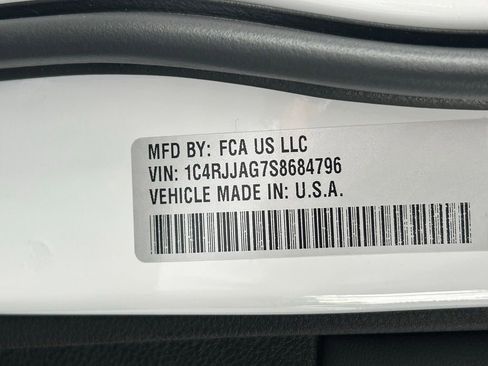 MFD BY: FCA US LLC
VIN: 1C4RJJAG7S8684796
VEHICLE MADE IN: U.S.A.